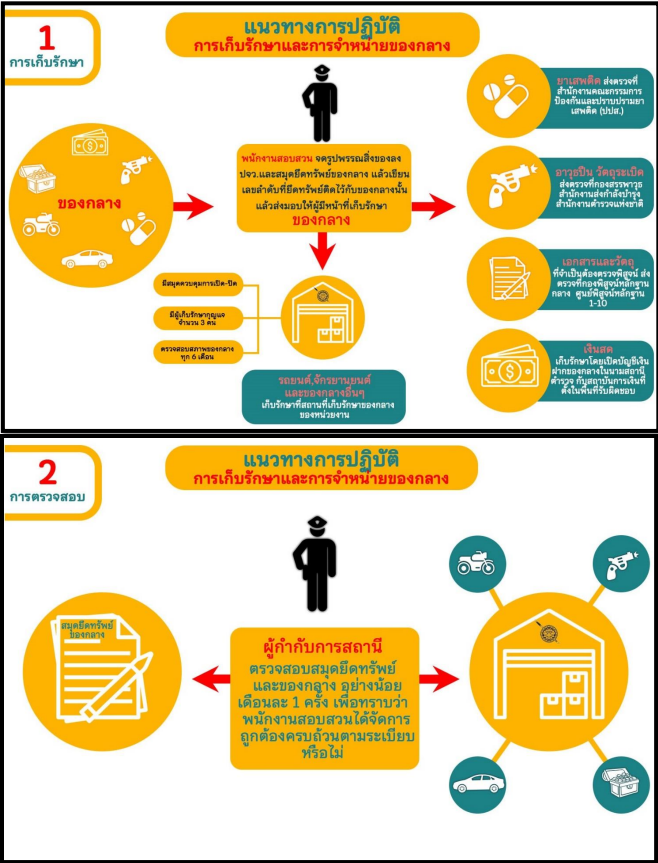 1
การเก็บรักษา
แนวทางการปฏิบัติ
การเก็บรักษาและการจำหน่ายของกลาง
ของกลาง
พนักงานสอบสวน จดรูปพรรณสิ่งของลง
ปจว.และสมุดยึดทรัพย์ของกลาง แล้วเขียน
เลขลำดับที่ยึดทรัพย์ติดไว้กับของกลางนั้น
แล้วส่งมอบให้ผู้มีหน้าที่เก็บรักษา
ของกลาง
มีสมุดควบคุมการเปิด-ปิด
มีผู้เก็บรักษากุญแจ
จำนวน 3 คน
ตรวจสอบสภาพของกลาง
ทุก 6 เดือน
รถยนต์,จักรยานยนต์
และของกลางอื่นๆ
เก็บรักษาที่สถานที่เก็บรักษาของกลาง
ของหน่วยงาน
ยาเสพติด ส่งตรวจที่
สำนักงานคณะกรรมการ
ป้องกันและปราบปรามยา
เสพติด (ปปส.)
อาวุธปืน วัตถุระเบิด
ส่งตรวจที่กองสรรพาวุธ
สำนักงานส่งกำลังบำรุง
สำนักงานตำรวจแห่งชาติ
เอกสารและวัตถุ
ที่จำเป็นต้องตรวจพิสูจน์ ส่ง
ตรวจที่กองพิสูจน์หลักฐาน
กลาง ศูนย์พิสูจน์หลักฐาน
1-10
เงินสด
เก็บรักษาโดยเปิดบัญชีเงิน
ฝากของกลางในนามสถานี
ตำรวจ กับสถาบันการเงินที่
ตั้งในพื้นที่รับผิดชอบ
2
การตรวจสอบ
แนวทางการปฏิบัติ
การเก็บรักษาและการจำหน่ายของกลาง
สมุดยึดทรัพย์
ของกลาง
ผู้กำกับการสถานี
ตรวจสอบสมุดยึดทรัพย์
และของกลาง อย่างน้อย
เดือนละ 1 ครั้ง เพื่อทราบว่า
พนักงานสอบสวนได้จัดการ
ถูกต้องครบถ้วนตามระเบียบ
หรือไม่